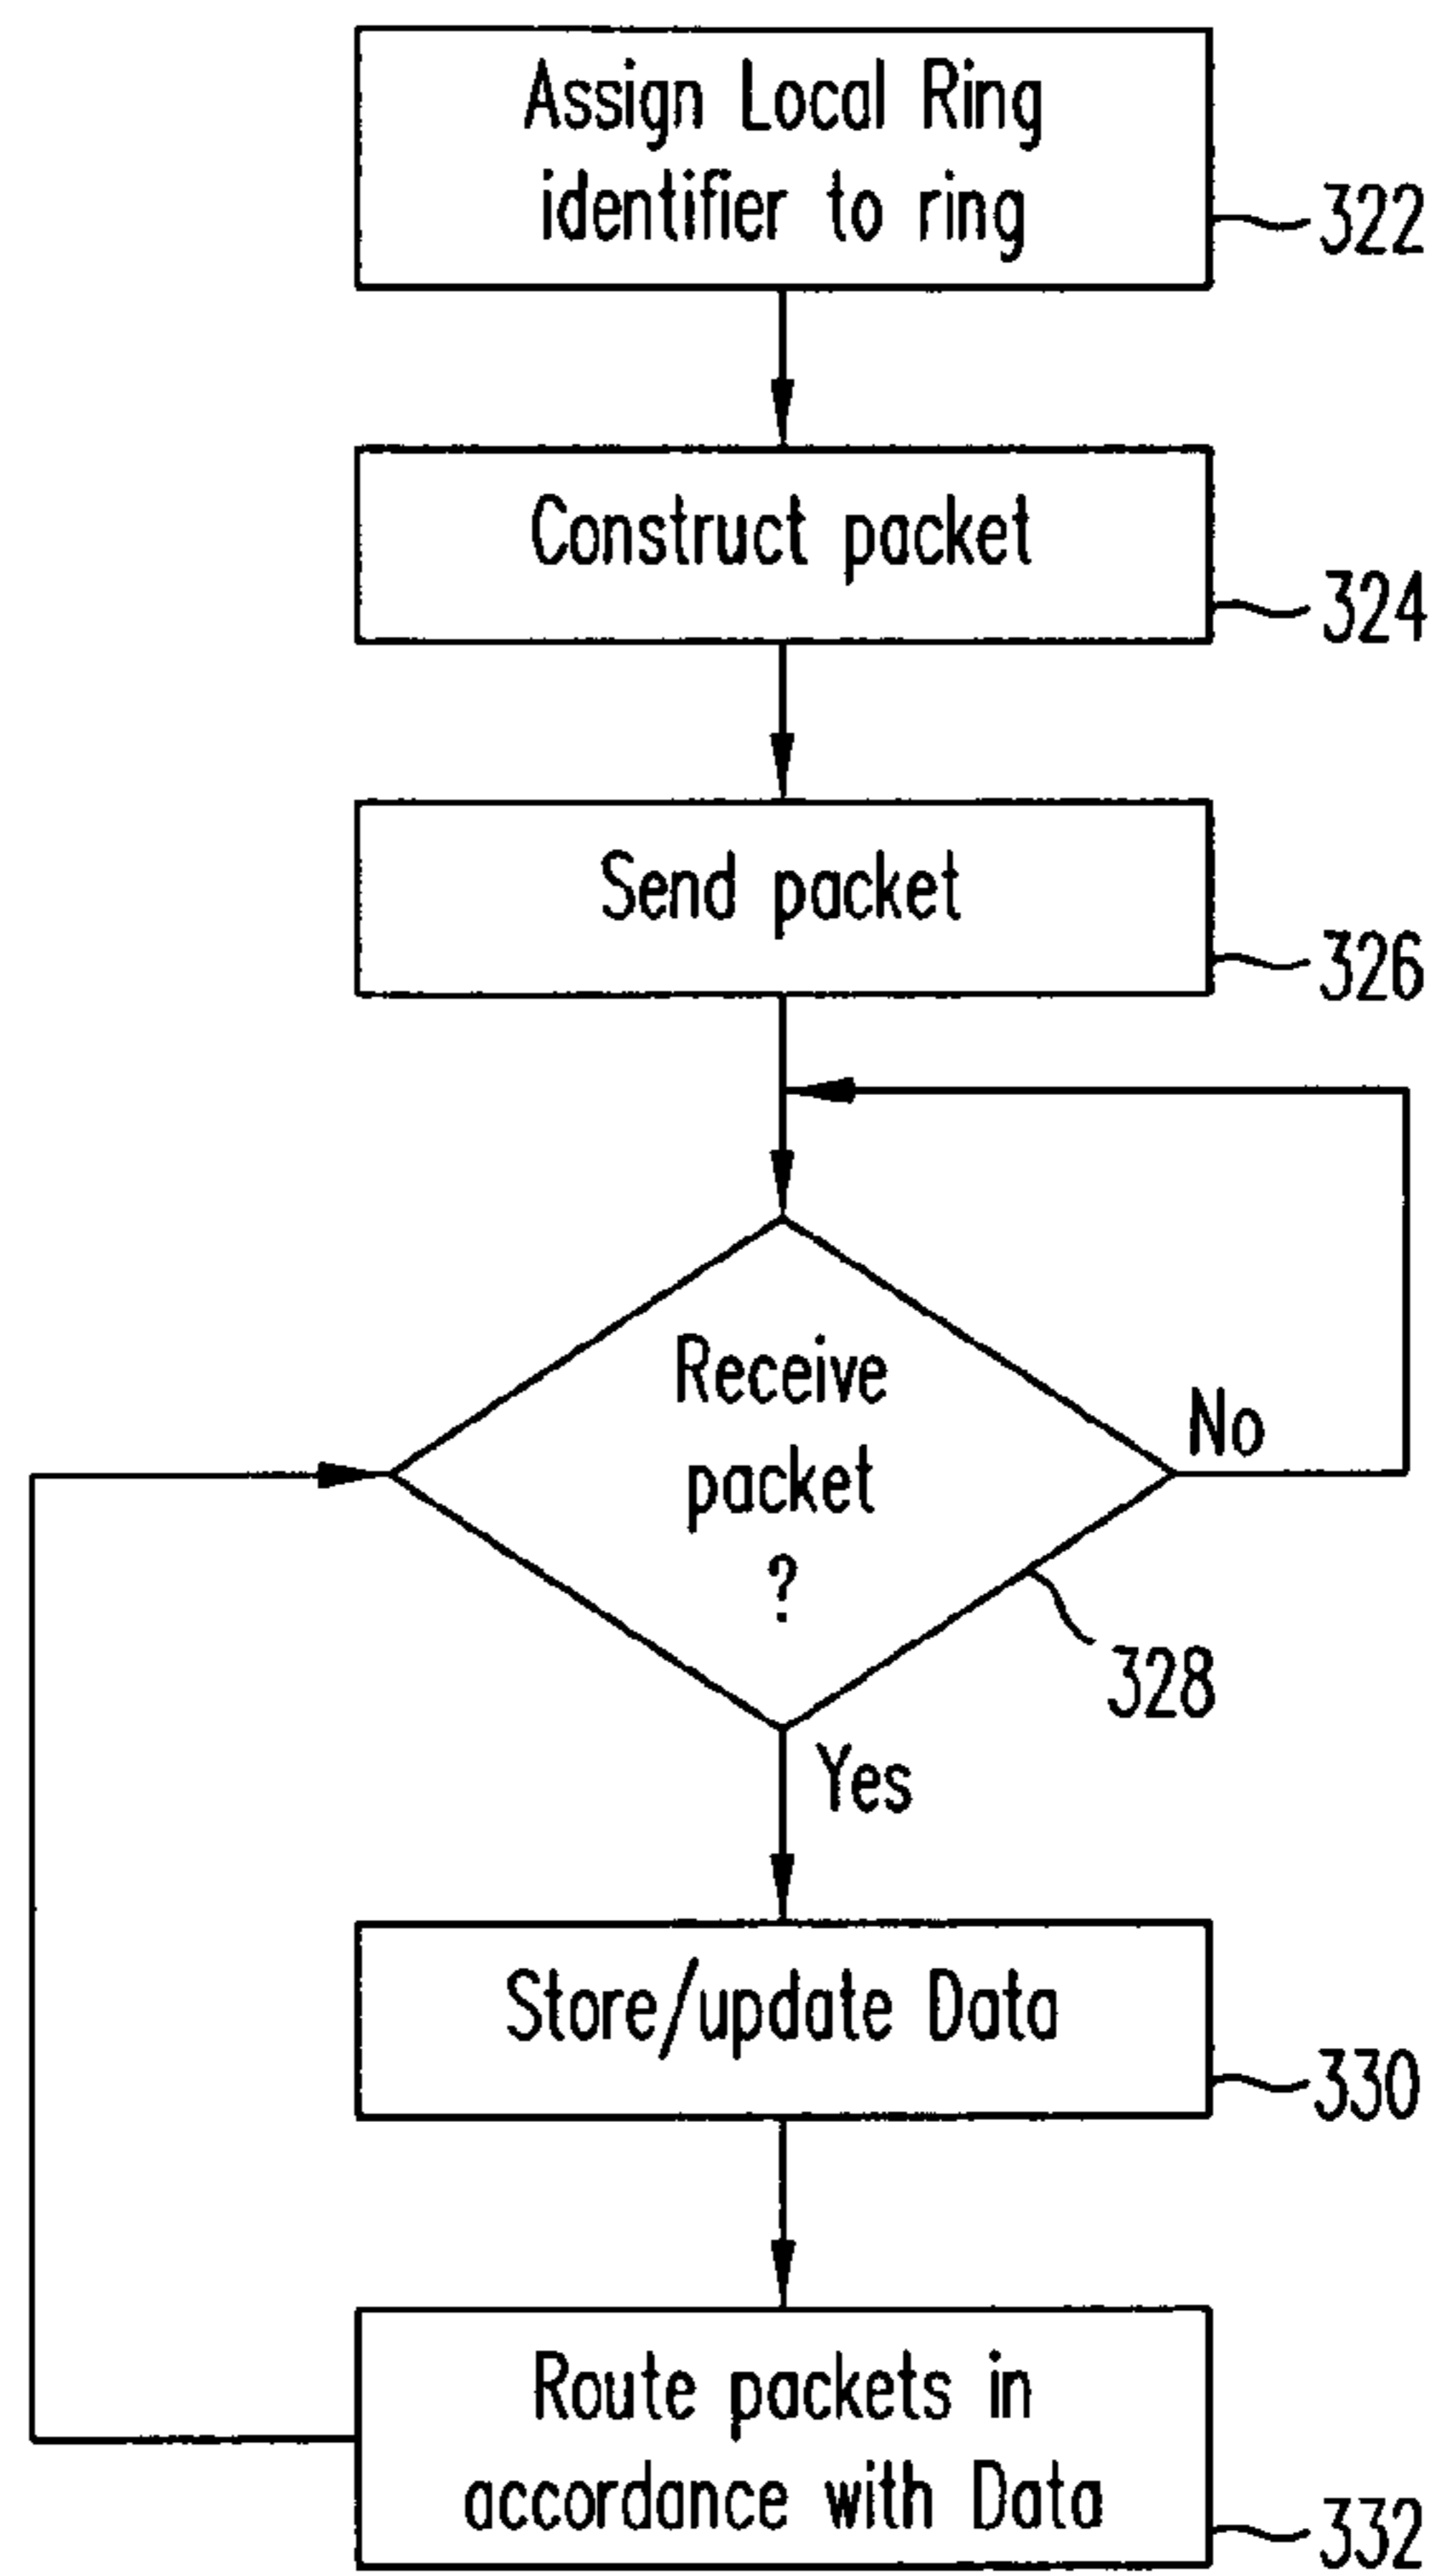 Assign Local Ring
identifier to ring
322
Construct packet
324
Send packet
326
Receive
packet
?
No
328
Yes
Store/update Data
330
Route packets in
accordance with Data
332